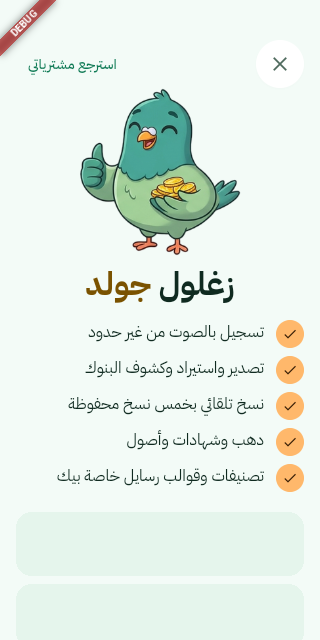 DEBUG
استرجع مشترياتي
زغلول جولد
تسجيل بالصوت من غير حدود
تصدير واستيراد وكشوف البنوك
نسخ تلقائي بخمس نسخ محفوظة
دهب وشهادات وأصول
تصنيفات وقوالب رسايل خاصة بيك